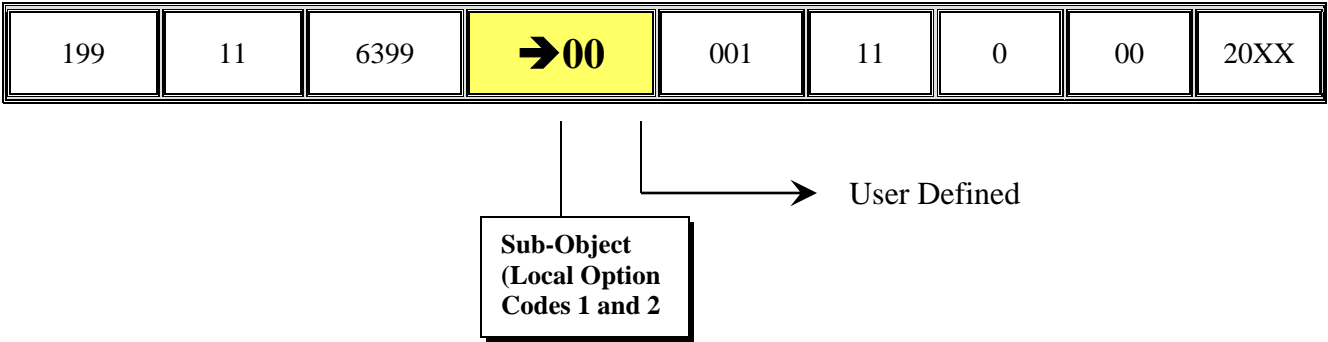 199 11 6399 ➔00 001 11 0 00 20XX
User Defined
Sub-Object
(Local Option
Codes 1 and 2